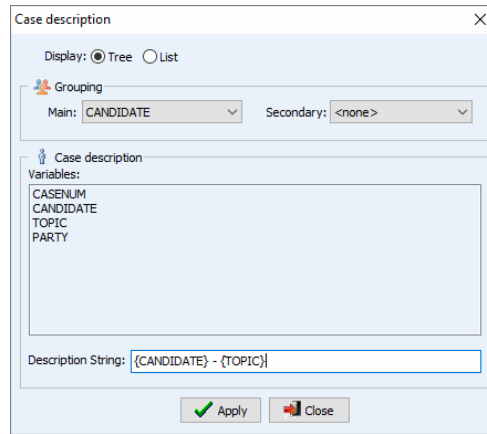 Case description
Display: Tree List
Grouping
Main: CANDIDATE Secondary: <none>
Case description
Variables:
CASENUM
CANDIDATE
TOPIC
PARTY
Description String: {CANDIDATE} - {TOPIC}
Apply Close